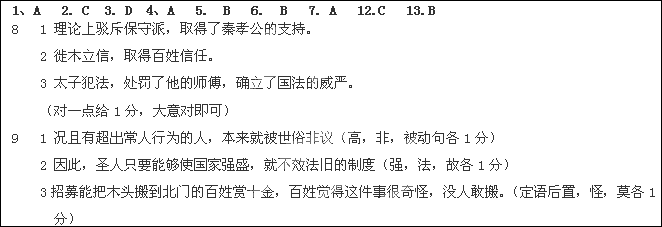 1、A 2.C 3.D 4、A 5. B 6.B 7.A 12.C 13.B
8 1 理论上驳斥保守派，取得了秦孝公的支持。
2 徙木立信，取得百姓信任。
3 太子犯法，处罚了他的师傅，确立了国法的威严。
（对一点给1分，大意对即可）
9 1 况且有超出常人行为的人，本来就被世俗非议（高，非，被动句各1分）
2 因此，圣人只要能够使国家强盛，就不效法旧的制度（强，法，故各1分）
3招募能把木头搬到北门的百姓赏十金，百姓觉得这件事很奇怪，没人敢搬。（定语后置，怪，莫各1
分）